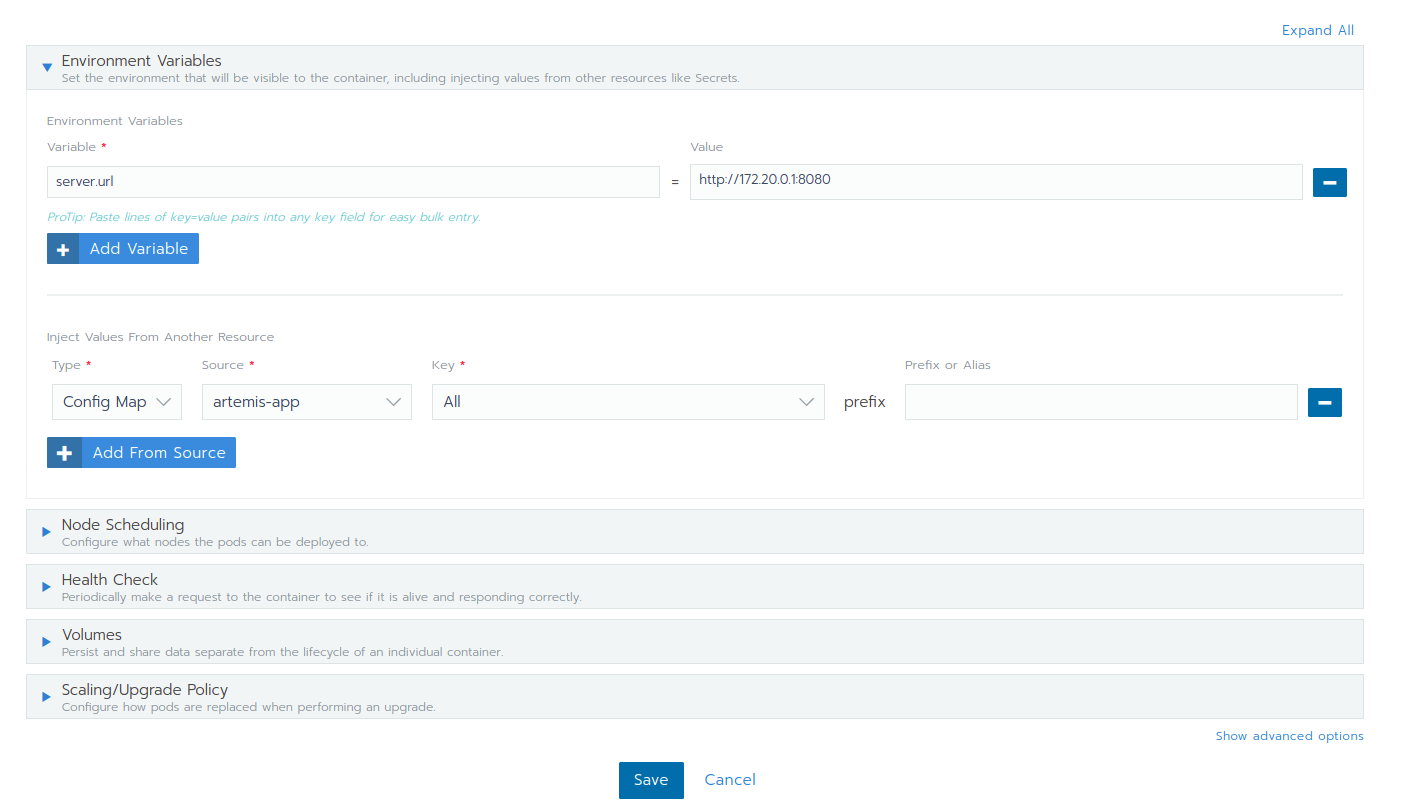 Expand All
Environment Variables
Set the environment that will be visible to the container, including injecting values from other resources like Secrets.
Environment Variables
Variable * Value
server.url = http://172.20.0.1:8080
ProTip: Paste lines of key=value pairs into any key field for easy bulk entry.
Add Variable
Inject Values From Another Resource
Type * Source * Key * Prefix or Alias
Config Map artemis-app All prefix
Add From Source
Node Scheduling
Configure what nodes the pods can be deployed to.
Health Check
Periodically make a request to the container to see if it is alive and responding correctly.
Volumes
Persist and share data separate from the lifecycle of an individual container.
Scaling/Upgrade Policy
Configure how pods are replaced when performing an upgrade.
Show advanced options
Save Cancel